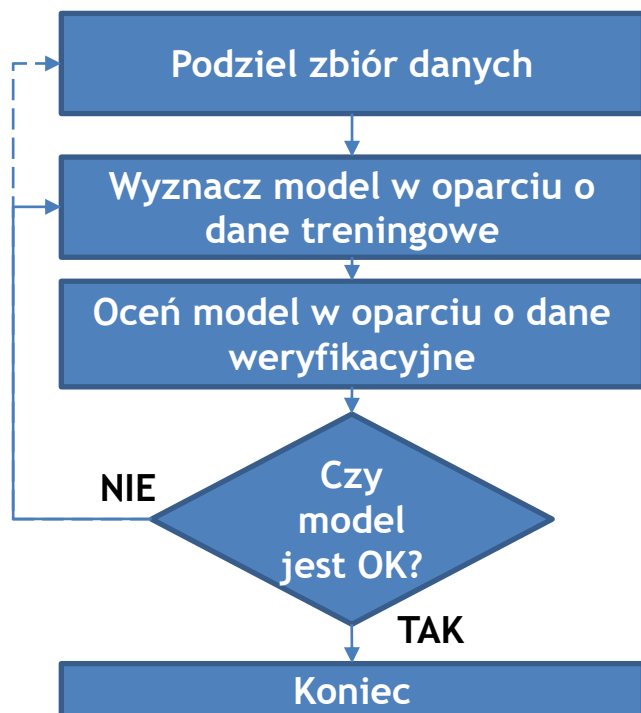 Podziel zbiór danych
Wyznacz model w oparciu o
dane treningowe
Oceń model w oparciu o dane
weryfikacyjne
NIE
Czy
model
jest OK?
TAK
Koniec